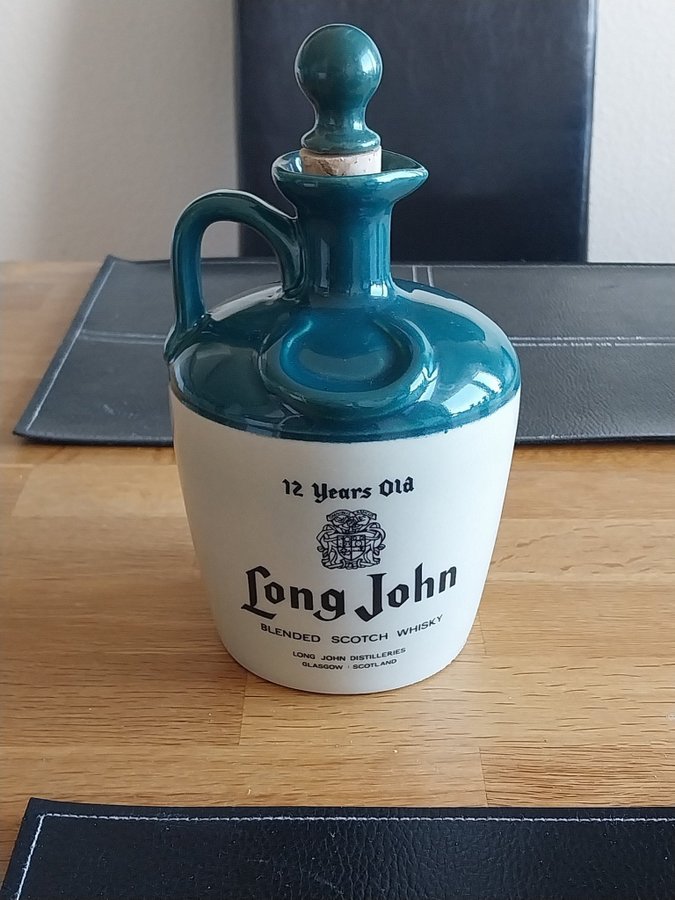 12 Years Old
Long John
BLENDED SCOTCH WHISKY
LONG JOHN DISTILLERIES
GLASGOW · SCOTLAND